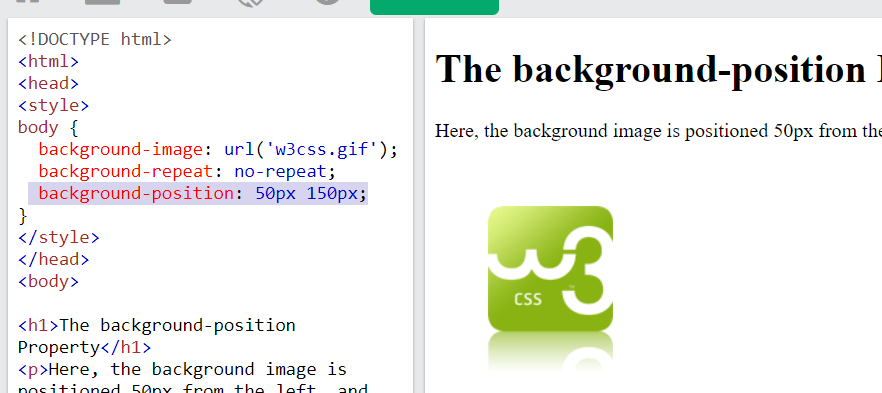 <!DOCTYPE html>
<html>
<head>
<style>
body {
  background-image: url('w3css.gif');
  background-repeat: no-repeat;
  background-position: 50px 150px;
}
</style>
</head>
<body>
<h1>The background-position
Property</h1>
<p>Here, the background image is
positioned 50px from the left, and
The background-position
Here, the background image is positioned 50px from the
w3
CSS